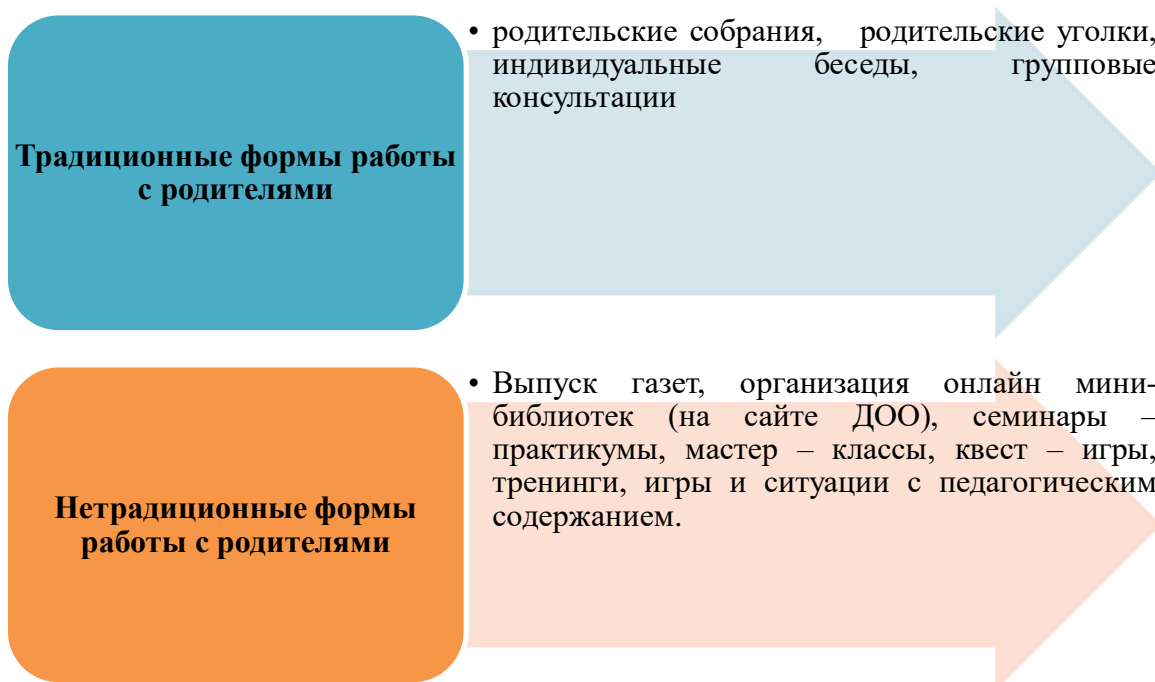 Традиционные формы работы
с родителями
• родительские собрания, родительские уголки,
индивидуальные беседы, групповые
консультации
Нетрадиционные формы
работы с родителями
• Выпуск газет, организация онлайн мини-
библиотек (на сайте ДОО), семинары –
практикумы, мастер – классы, квест – игры,
тренинги, игры и ситуации с педагогическим
содержанием.